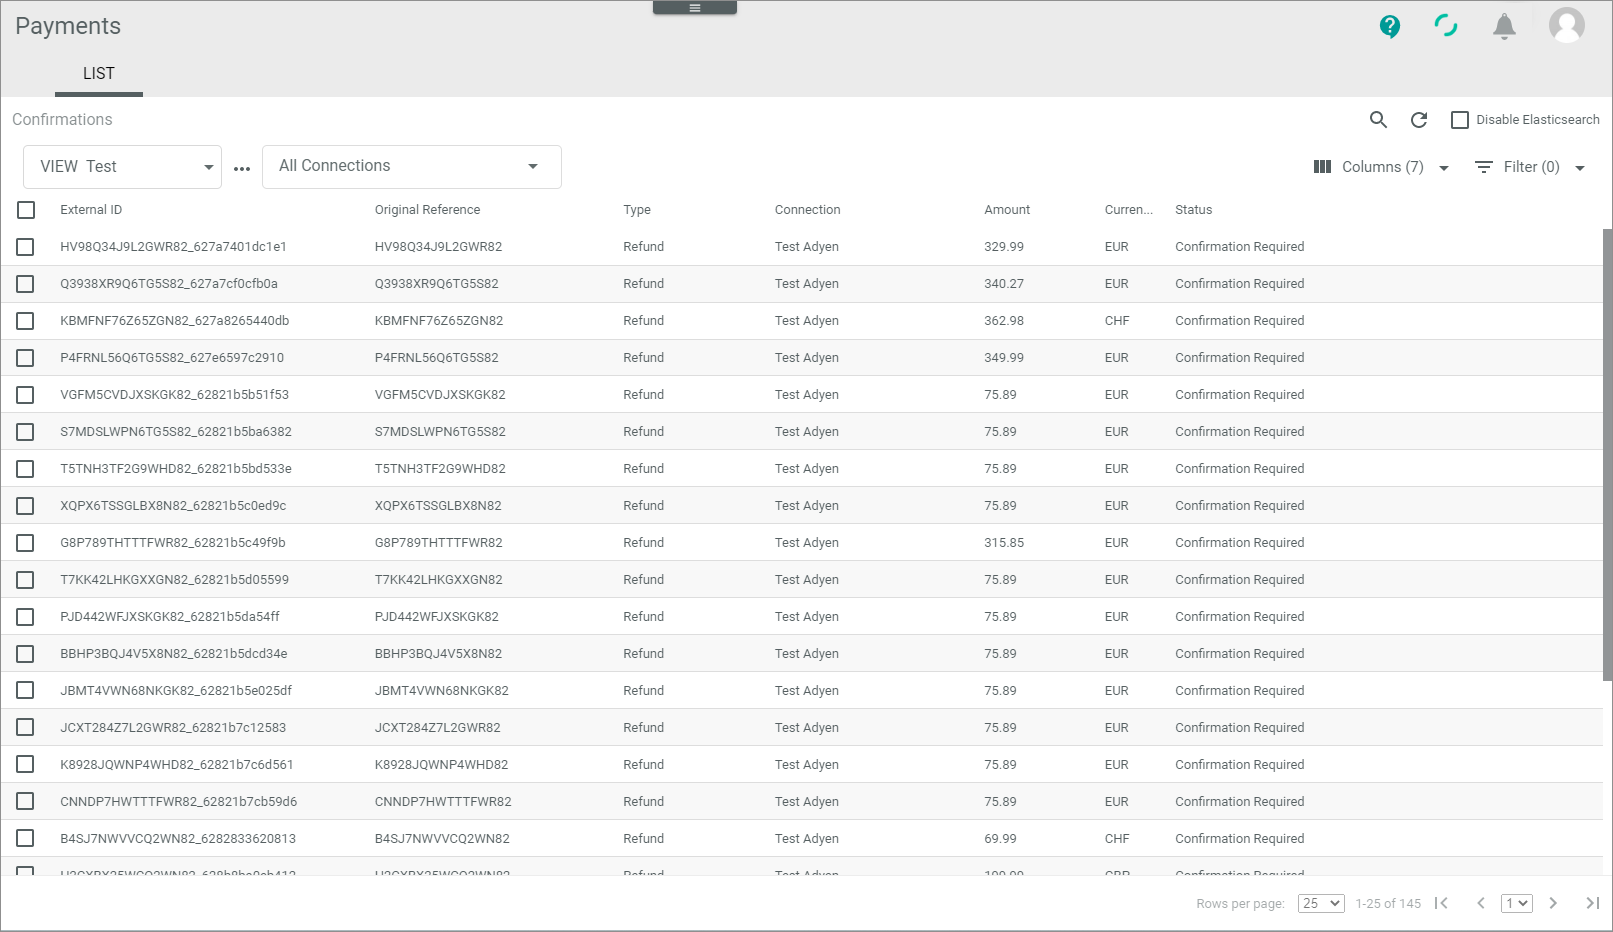 Payments
LIST
Confirmations
Disable Elasticsearch
VIEW Test ... All Connections Columns (7) Filter (0)
External ID Original Reference Type Connection Amount Curren... Status
HV98Q34J9L2GWR82_627a7401dc1e1 HV98Q34J9L2GWR82 Refund Test Adyen 329.99 EUR Confirmation Required
Q3938XR9Q6TG5S82_627a7cf0cfb0a Q3938XR9Q6TG5S82 Refund Test Adyen 340.27 EUR Confirmation Required
KBMFNF76Z65ZGN82_627a8265440db KBMFNF76Z65ZGN82 Refund Test Adyen 362.98 CHF Confirmation Required
P4FRNL56Q6TG5S82_627e6597c2910 P4FRNL56Q6TG5S82 Refund Test Adyen 349.99 EUR Confirmation Required
VGFM5CVDJXSKGK82_62821b5b51f53 VGFM5CVDJXSKGK82 Refund Test Adyen 75.89 EUR Confirmation Required
S7MDSLWPN6TG5S82_62821b5ba6382 S7MDSLWPN6TG5S82 Refund Test Adyen 75.89 EUR Confirmation Required
T5TNH3TF2G9WHD82_62821b5bd533e T5TNH3TF2G9WHD82 Refund Test Adyen 75.89 EUR Confirmation Required
XQPX6TSSGLBX8N82_62821b5c0ed9c XQPX6TSSGLBX8N82 Refund Test Adyen 75.89 EUR Confirmation Required
G8P789THTTTFWR82_62821b5c49f9b G8P789THTTTFWR82 Refund Test Adyen 315.85 EUR Confirmation Required
T7KK42LHKGXXGN82_62821b5d05599 T7KK42LHKGXXGN82 Refund Test Adyen 75.89 EUR Confirmation Required
PJD442WFJXSKGK82_62821b5da54ff PJD442WFJXSKGK82 Refund Test Adyen 75.89 EUR Confirmation Required
BBHP3BQJ4V5X8N82_62821b5dcd34e BBHP3BQJ4V5X8N82 Refund Test Adyen 75.89 EUR Confirmation Required
JBMT4VWN68NKGK82_62821b5e025df JBMT4VWN68NKGK82 Refund Test Adyen 75.89 EUR Confirmation Required
JCXT284Z7L2GWR82_62821b7c12583 JCXT284Z7L2GWR82 Refund Test Adyen 75.89 EUR Confirmation Required
K8928JQWNP4WHD82_62821b7c6d561 K8928JQWNP4WHD82 Refund Test Adyen 75.89 EUR Confirmation Required
CNNDP7HWTTTFWR82_62821b7cb59d6 CNNDP7HWTTTFWR82 Refund Test Adyen 75.89 EUR Confirmation Required
B4SJ7NWVVCQ2WN82_6282833620813 B4SJ7NWVVCQ2WN82 Refund Test Adyen 69.99 CHF Confirmation Required
Refund Test Adyen GBP Confirmation Required
Rows per page: 25 1-25 of 145 1